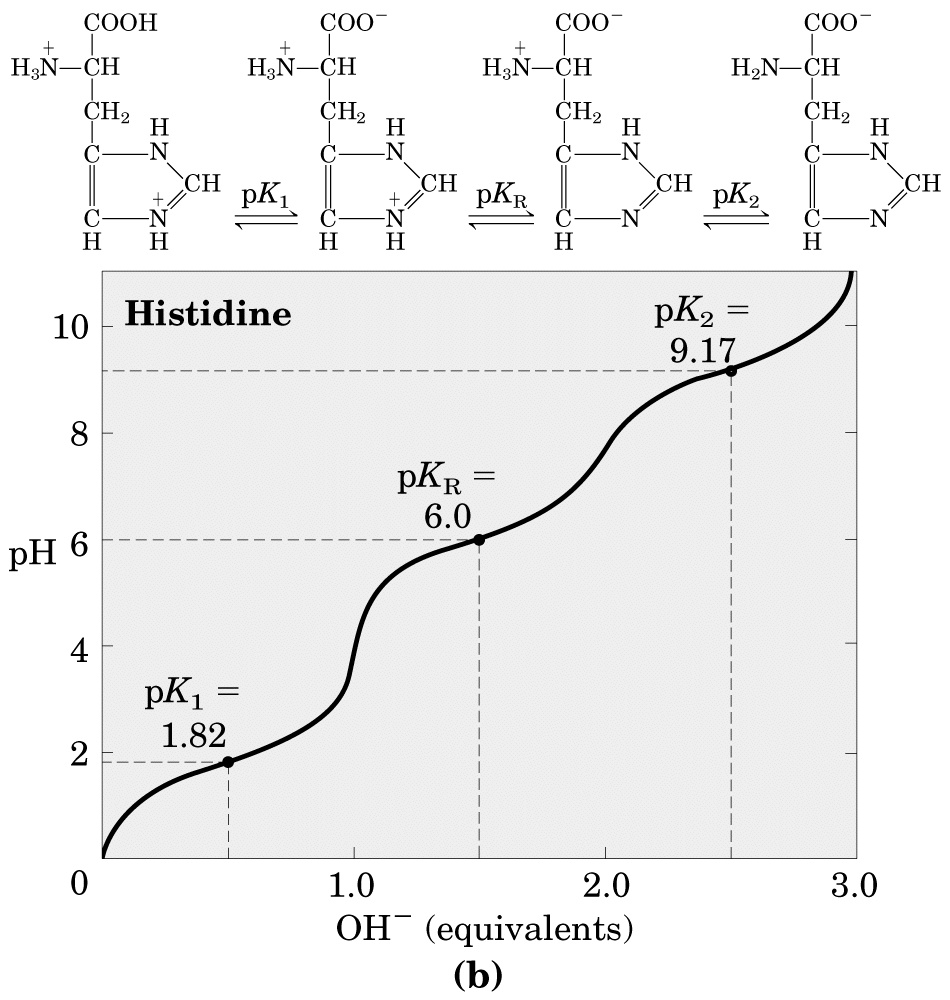 COOH COO⁻ COO⁻ COO⁻
H₃N⁺—CH H₃N⁺—CH H₃N⁺—CH H₂N—CH
CH₂ CH₂ CH₂ CH₂
H H H H
C N C N C N C N
CH CH CH CH
pK₁ pK_R pK₂
C N⁺ C N⁺ C N C N
H H H H H H
Histidine
pK₂ =
9.17
pK_R =
6.0
pK₁ =
1.82
10
8
pH 6
4
2
0 1.0 2.0 3.0
OH⁻ (equivalents)
(b)